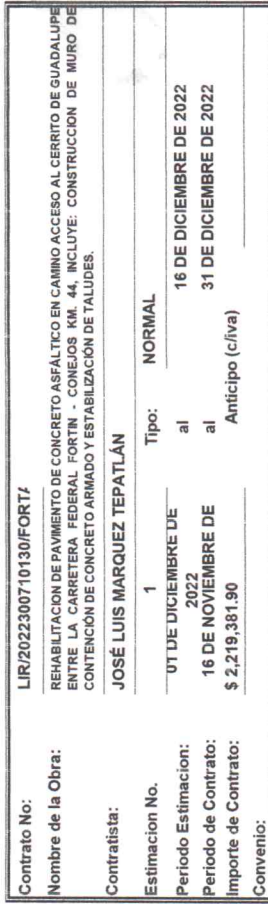 Contrato No: LIR/2022300710130/FORT/
Nombre de la Obra: REHABILITACION DE PAVIMENTO DE CONCRETO ASFÁLTICO EN CAMINO ACCESO AL CERRITO DE GUADALUPE
ENTRE LA CARRETERA FEDERAL FORTIN - CONEJOS KM. 44, INCLUYE: CONSTRUCCION DE MURO DE
CONTENCIÓN DE CONCRETO ARMADO Y ESTABILIZACIÓN DE TALUDES.
Contratista: JOSÉ LUIS MARQUEZ TEPATLÁN
Estimacion No. 1 Tipo: NORMAL
Periodo Estimacion: 01 DE DICIEMBRE DE 2022 al 16 DE DICIEMBRE DE 2022
Periodo de Contrato: 16 DE NOVIEMBRE DE al 31 DE DICIEMBRE DE 2022
Importe de Contrato: $ 2,219,381.90 Anticipo (c/iva)
Convenio: